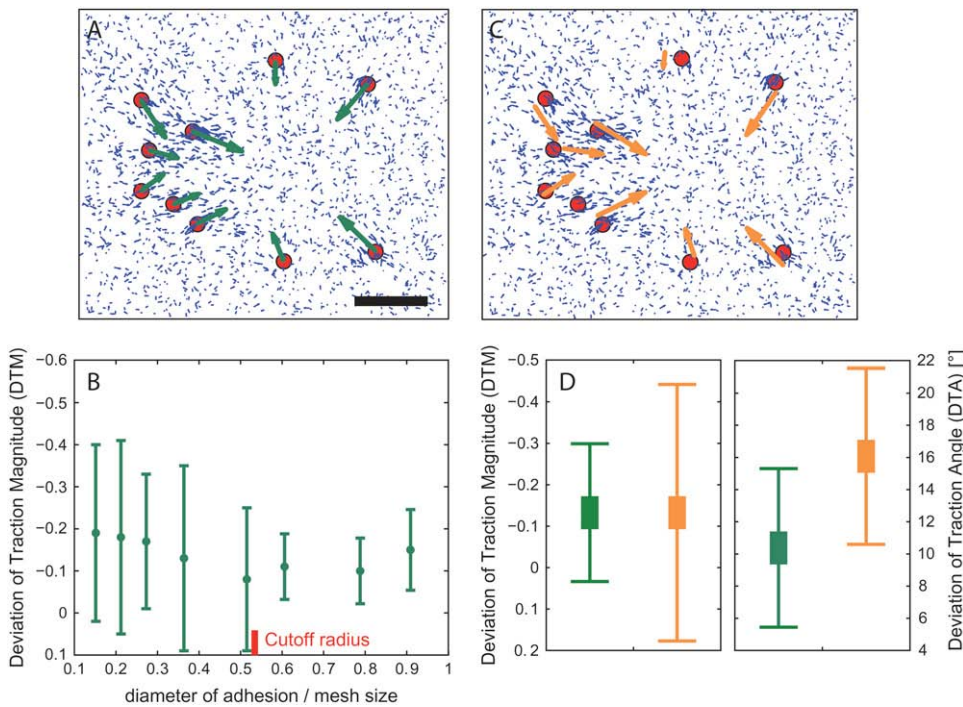 A
C
B
Deviation of Traction Magnitude (DTM)
−0.6
−0.5
−0.4
−0.3
−0.2
−0.1
0
0.1
Cutoff radius
0.1 0.2 0.3 0.4 0.5 0.6 0.7 0.8 0.9 1
diameter of adhesion / mesh size
D
Deviation of Traction Magnitude (DTM)
−0.5
−0.4
−0.3
−0.2
−0.1
0
0.1
0.2
22
20
18
16
14
12
10
8
6
4
Deviation of Traction Angle (DTA) [°]